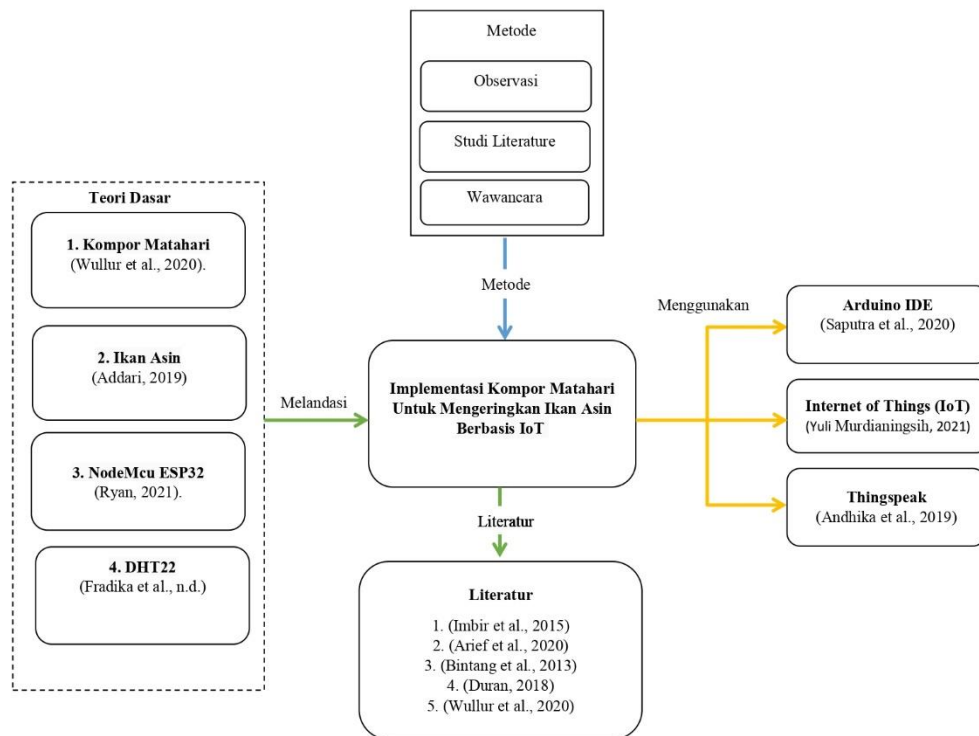 Metode
Observasi
Studi Literature
Wawancara
Metode
Teori Dasar
1. Kompor Matahari
(Wullur et al., 2020).
2. Ikan Asin
(Addari, 2019)
3. NodeMcu ESP32
(Ryan, 2021).
4. DHT22
(Fradika et al., n.d.)
Melandasi
Implementasi Kompor Matahari
Untuk Mengeringkan Ikan Asin
Berbasis IoT
Menggunakan
Arduino IDE
(Saputra et al., 2020)
Internet of Things (IoT)
(Yuli Murdianingsih, 2021)
Thingspeak
(Andhika et al., 2019)
Literatur
Literatur
1. (Imbir et al., 2015)
2. (Arief et al., 2020)
3. (Bintang et al., 2013)
4. (Duran, 2018)
5. (Wullur et al., 2020)